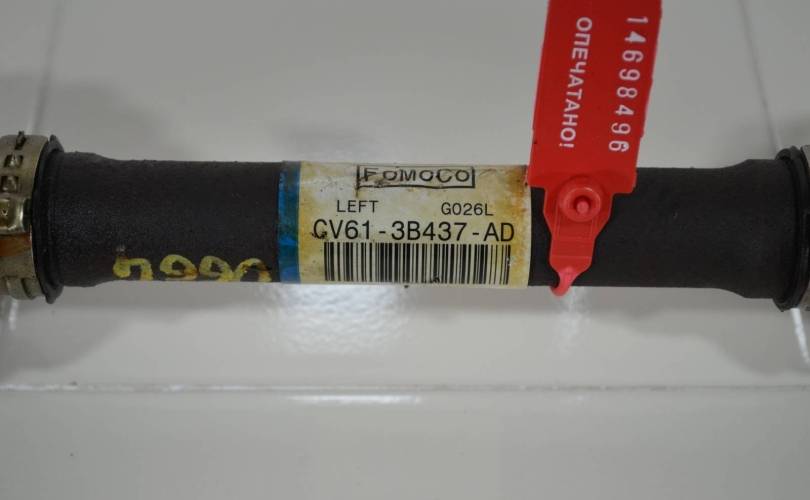 FOMOCO
LEFT G026L
CV61-3B437-AD
14698496
ОПЕЧАТАНО!